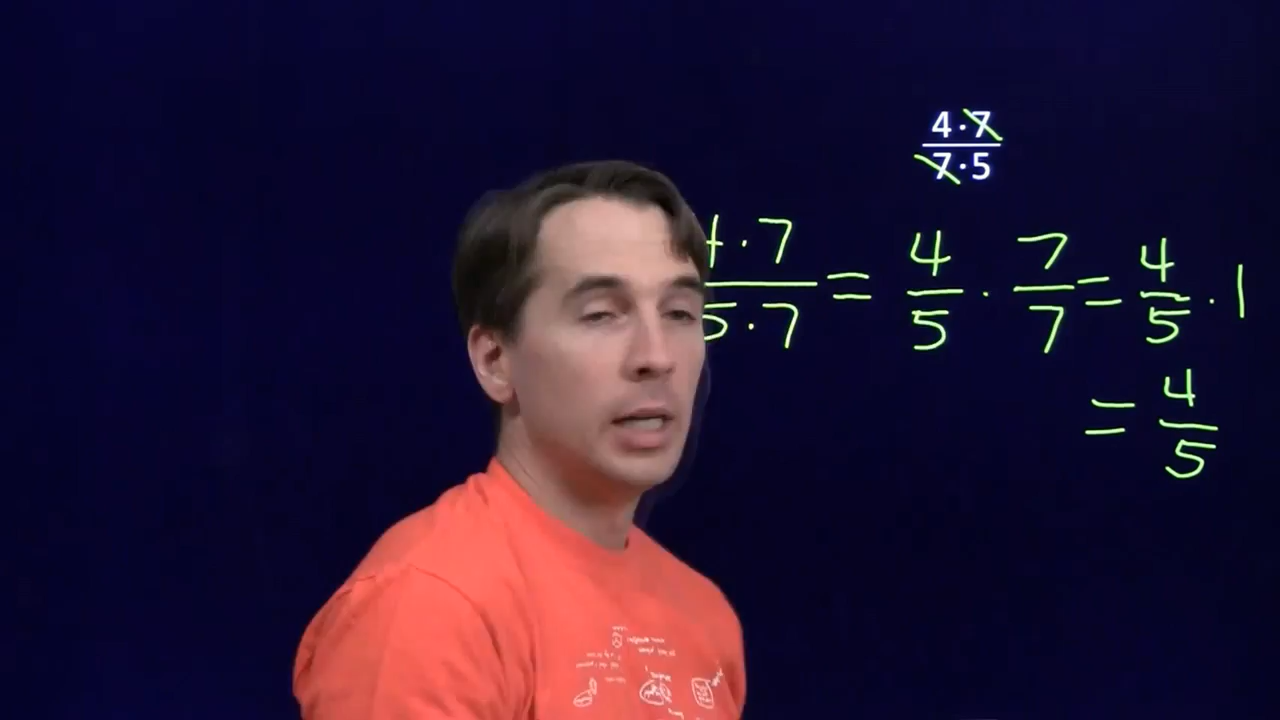 4·7
7·5
4·7 = 4 · 7 = 4 · 1
5·7 5 7 5
= 4
5